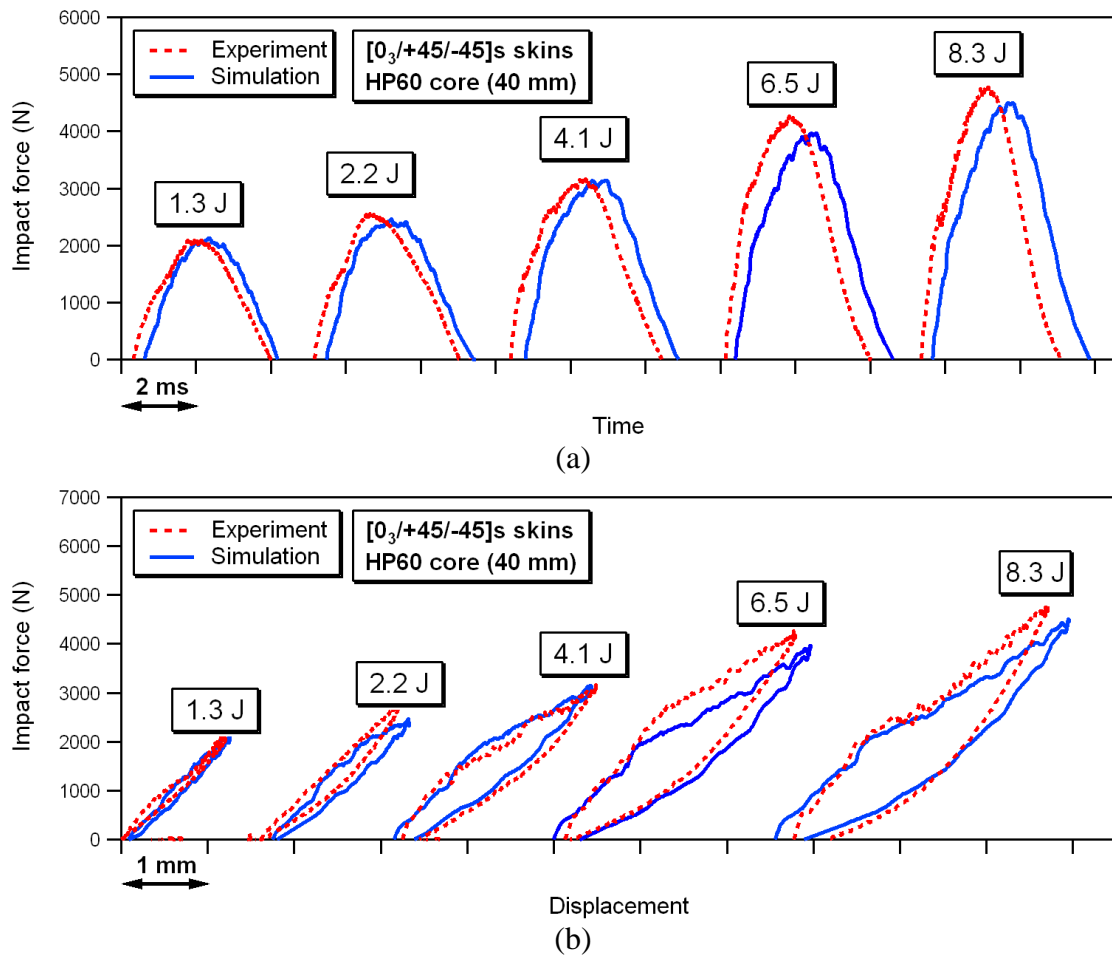 6000
5000
4000
3000
2000
1000
0
Impact force (N)
Experiment
Simulation
[0₃/+45/-45]s skins
HP60 core (40 mm)
1.3 J
2.2 J
4.1 J
6.5 J
8.3 J
2 ms
Time
(a)
7000
6000
5000
4000
3000
2000
1000
0
Impact force (N)
Experiment
Simulation
[0₃/+45/-45]s skins
HP60 core (40 mm)
1.3 J
2.2 J
4.1 J
6.5 J
8.3 J
1 mm
Displacement
(b)